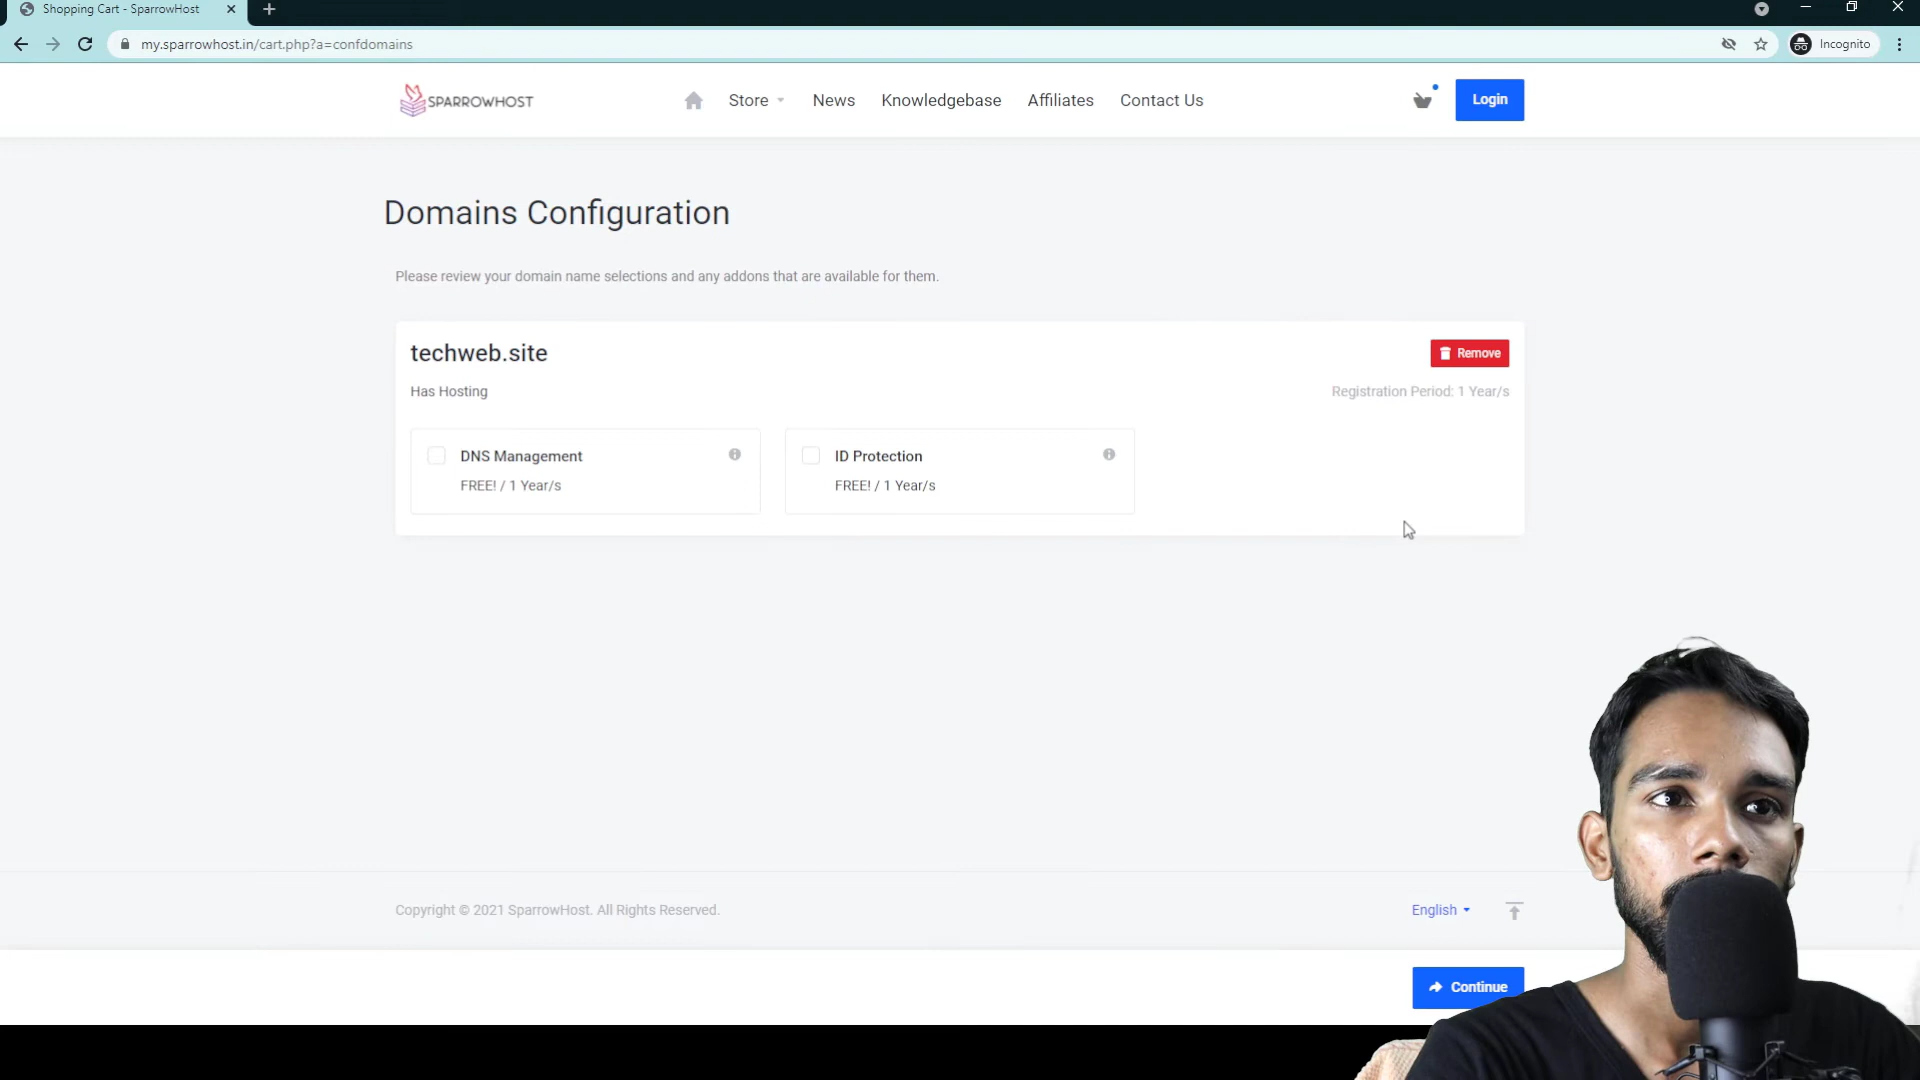 Shopping Cart - SparrowHost
my.sparrowhost.in/cart.php?a=confdomains
Incognito
SPARROWHOST
Store
News
Knowledgebase
Affiliates
Contact Us
Login
Domains Configuration
Please review your domain name selections and any addons that are available for them.
techweb.site
Remove
Has Hosting
Registration Period: 1 Year/s
DNS Management
FREE! / 1 Year/s
ID Protection
FREE! / 1 Year/s
Copyright © 2021 SparrowHost. All Rights Reserved.
English
Continue